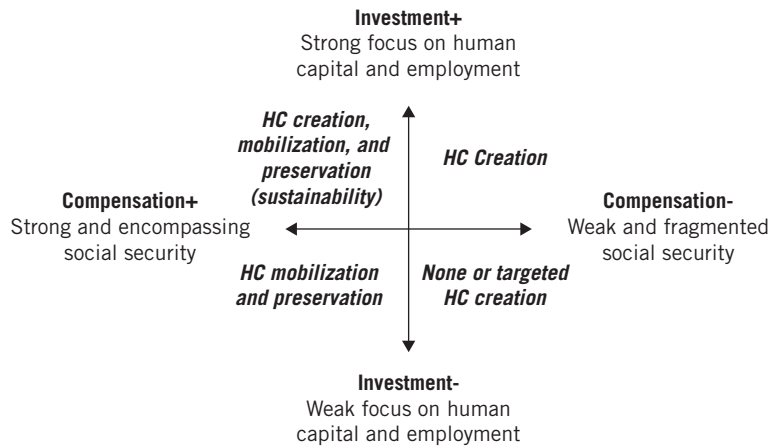 Investment+
Strong focus on human
capital and employment
HC creation,
mobilization, and
preservation
(sustainability)
HC Creation
Compensation+
Strong and encompassing
social security
Compensation-
Weak and fragmented
social security
HC mobilization
and preservation
None or targeted
HC creation
Investment-
Weak focus on human
capital and employment